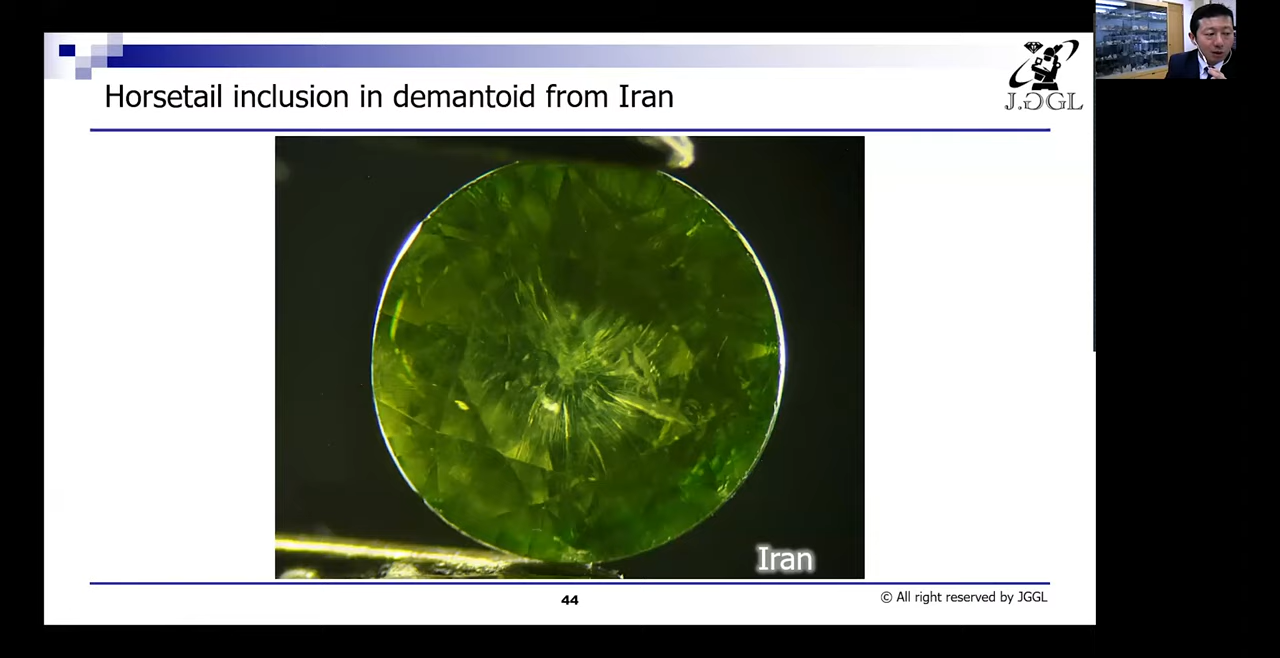 Horsetail inclusion in demantoid from Iran
J.GGL
Iran
44
© All right reserved by JGGL